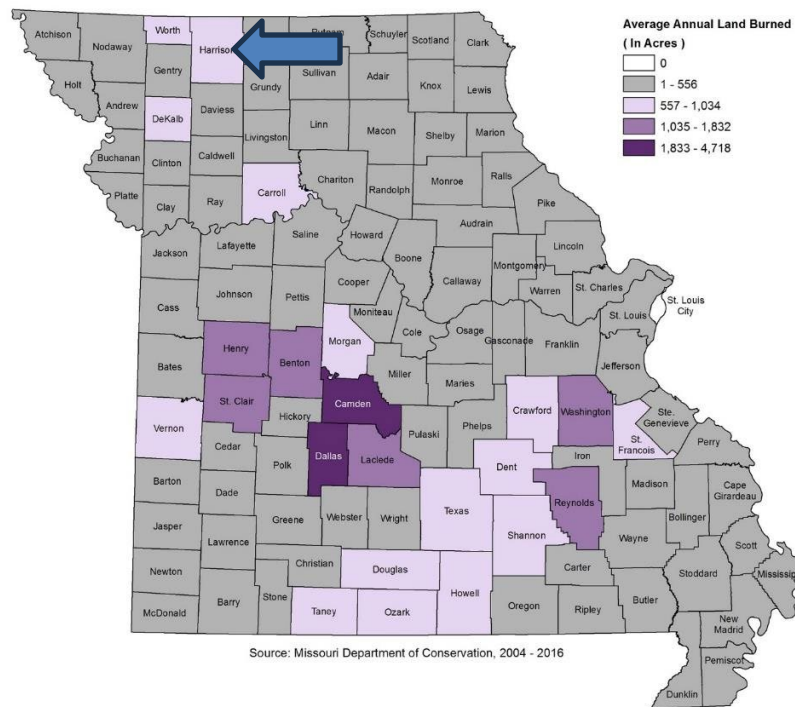 Average Annual Land Burned
( In Acres )
0
1 - 556
557 - 1,034
1,035 - 1,832
1,833 - 4,718
Atchison
Nodaway
Worth
Harrison
Schuyler
Scotland
Clark
Holt
Gentry
Sullivan
Adair
Knox
Lewis
Grundy
Andrew
DeKalb
Daviess
Livingston
Linn
Macon
Shelby
Marion
Buchanan
Clinton
Caldwell
Chariton
Randolph
Monroe
Ralls
Platte
Clay
Ray
Carroll
Pike
Audrain
Saline
Howard
Boone
Lincoln
Jackson
Lafayette
Cooper
Callaway
Montgomery
Warren
St. Charles
St. Louis
City
St. Louis
Cass
Johnson
Pettis
Moniteau
Cole
Osage
Gasconade
Franklin
Jefferson
Henry
Benton
Morgan
Miller
Maries
Bates
St. Clair
Camden
Hickory
Pulaski
Phelps
Crawford
Washington
Ste.
Genevieve
St.
Francois
Perry
Vernon
Cedar
Dallas
Laclede
Dent
Iron
Polk
Barton
Dade
Texas
Reynolds
Madison
Cape
Girardeau
Bollinger
Jasper
Greene
Webster
Wright
Shannon
Wayne
Scott
Lawrence
Christian
Douglas
Carter
Stoddard
Newton
Barry
Stone
Howell
Butler
McDonald
Taney
Ozark
Oregon
Ripley
New
Madrid
Pemiscot
Dunklin
Source: Missouri Department of Conservation, 2004 - 2016